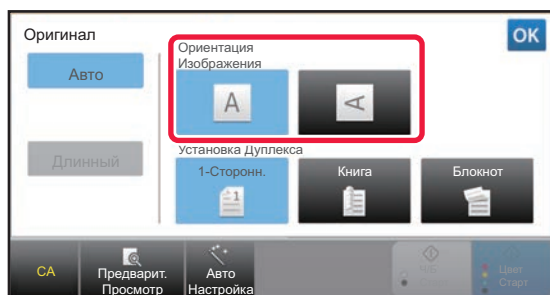 Оригинал
OK
Ориентация
Изображения
Авто
A
A
Установка Дуплекса
Длинный
1-Сторонн.
Книга
Блокнот
1
CA
Предварит.
Просмотр
Авто
Настройка
Цвет
Старт